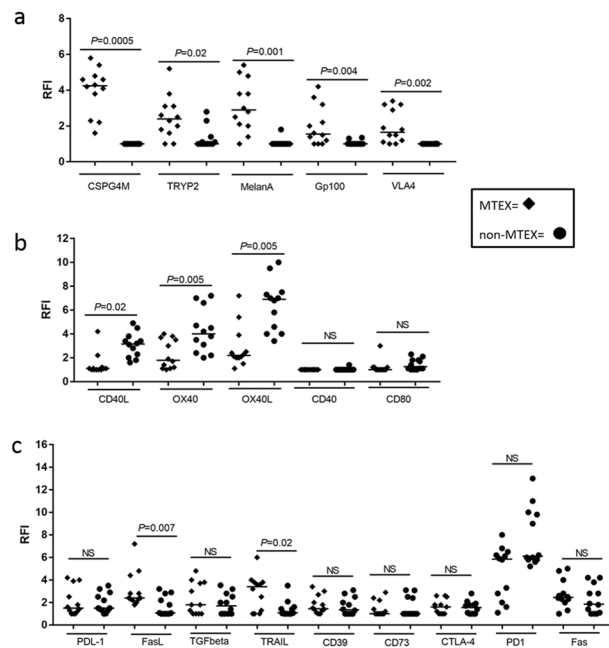 a
P=0.0005
P=0.02
P=0.001
P=0.004
P=0.002
RFI
8
6
4
2
0
CSPG4M TRYP2 MelanA Gp100 VLA4
MTEX=
non-MTEX=
b
P=0.02
P=0.005
P=0.005
NS
NS
RFI
12
10
8
6
4
2
0
CD40L OX40 OX40L CD40 CD80
c
NS
P=0.007
NS
P=0.02
NS
NS
NS
NS
NS
RFI
16
14
12
10
8
6
4
2
0
PDL-1 FasL TGFbeta TRAIL CD39 CD73 CTLA-4 PD1 Fas